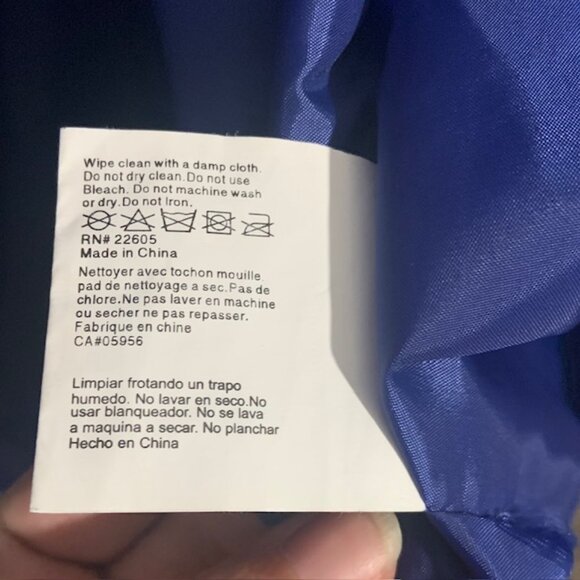 Wipe clean with a damp cloth.
Do not dry clean.Do not use
Bleach. Do not machine wash
or dry.Do not Iron.
RN# 22605
Made in China
Nettoyer avec tochon mouille
pad de nettoyage a sec.Pas de
chlore.Ne pas laver en machine
ou secher ne pas repasser.
Fabrique en chine
CA#05956
Limpiar frotando un trapo
humedo. No lavar en seco.No
usar blanqueador. No se lava
a maquina a secar. No planchar
Hecho en China